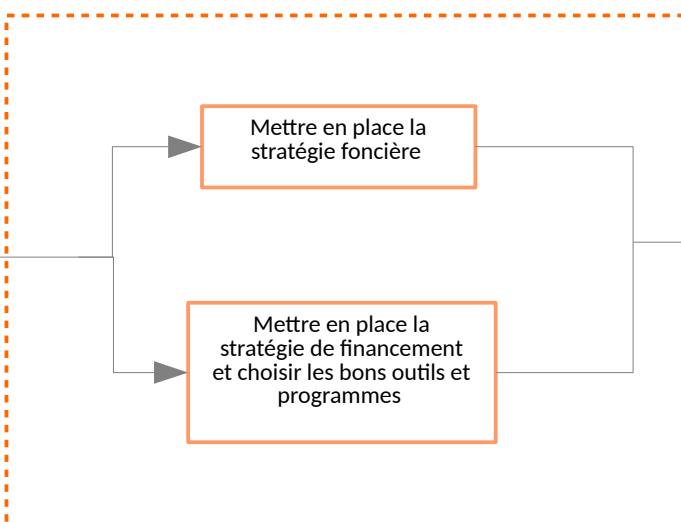 Mettre en place la
stratégie foncière
Mettre en place la
stratégie de financement
et choisir les bons outils et
programmes